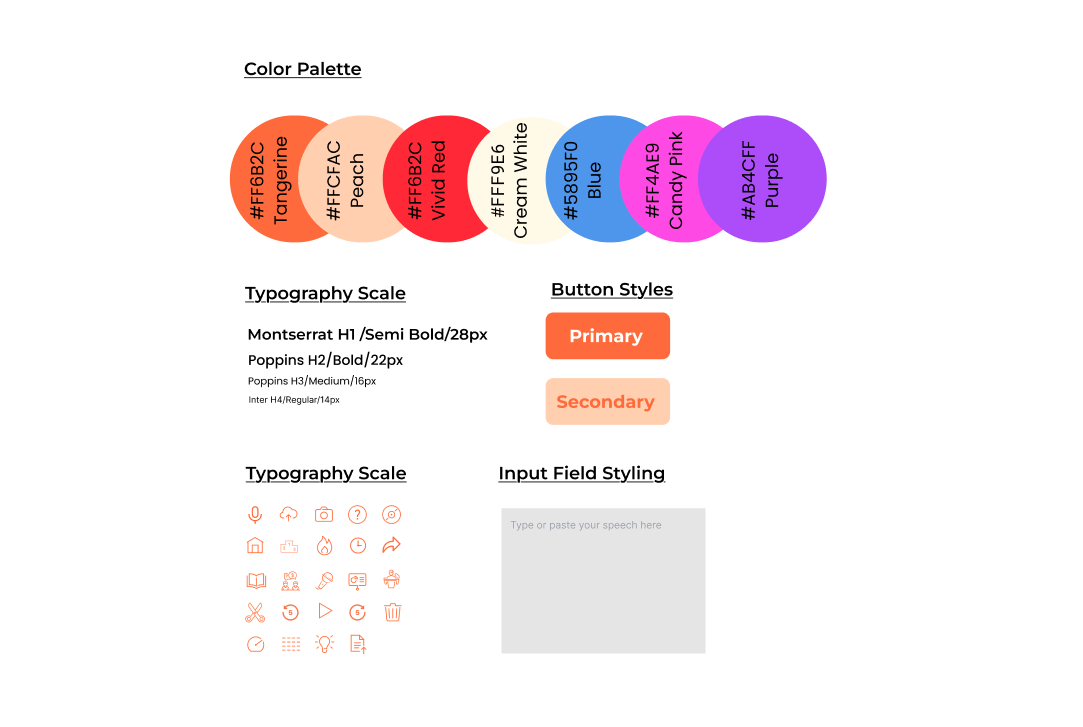 Color Palette
#FF6B2C
Tangerine
#FFCFAC
Peach
#FF6B2C
Vivid Red
#FFF9E6
Cream White
#5895F0
Blue
#FF4AE9
Candy Pink
#AB4CFF
Purple
Typography Scale
Montserrat H1 /Semi Bold/28px
Poppins H2/Bold/22px
Poppins H3/Medium/16px
Inter H4/Regular/14px
Button Styles
Primary
Secondary
Typography Scale
?
5
5
Input Field Styling
Type or paste your speech here